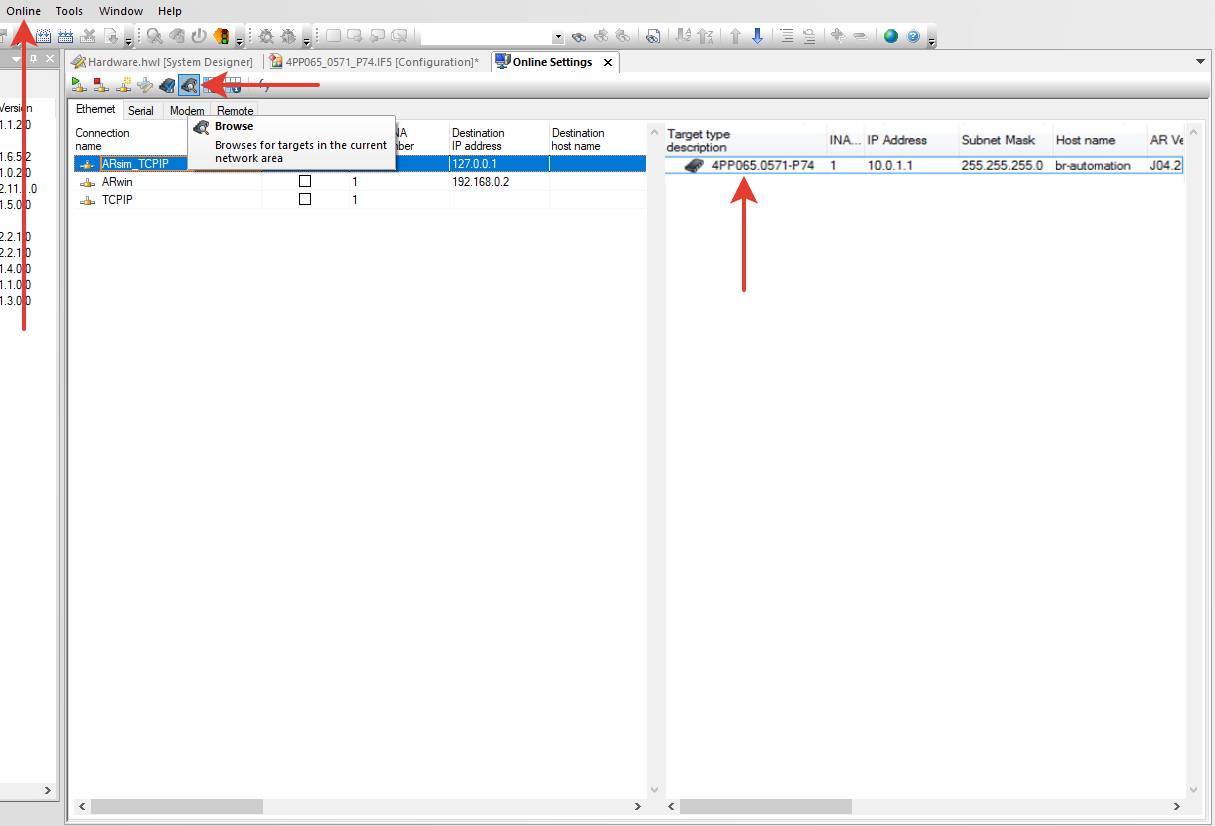 Online Tools Window Help
Hardware.hwl [System Designer] 4PP065_0571_P74.IF5 [Configuration]* Online Settings
Version
1.1.2.0
1.6.5.2
1.0.2.0
2.11.1.0
1.5.0.0
2.2.1.0
2.2.1.0
1.4.0.0
1.1.0.0
1.3.0.0
Ethernet Serial Modem Remote
Browse
Browses for targets in the current
network area
Connection
name
Destination
IP address
Destination
host name
ARsim_TCPIP 127.0.0.1
ARwin 1 192.168.0.2
TCPIP 1
Target type
description
INA... IP Address Subnet Mask Host name AR Ve
4PP065.0571-P74 1 10.0.1.1 255.255.255.0 br-automation J04.2